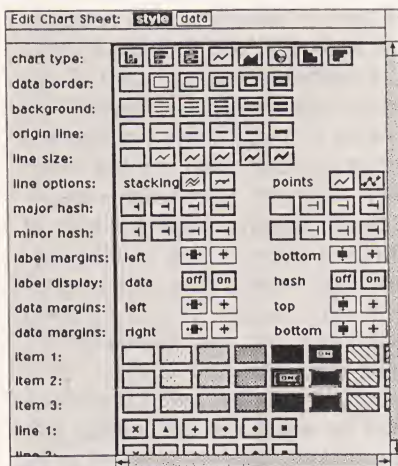 Edit Chart Sheet: style data
chart type:
data border:
background:
origin line:
line size:
line options: stacking points
major hash:
minor hash:
label margins: left bottom
label display: data off on hash off on
data margins: left top
data margins: right bottom
item 1:
item 2:
item 3:
line 1: